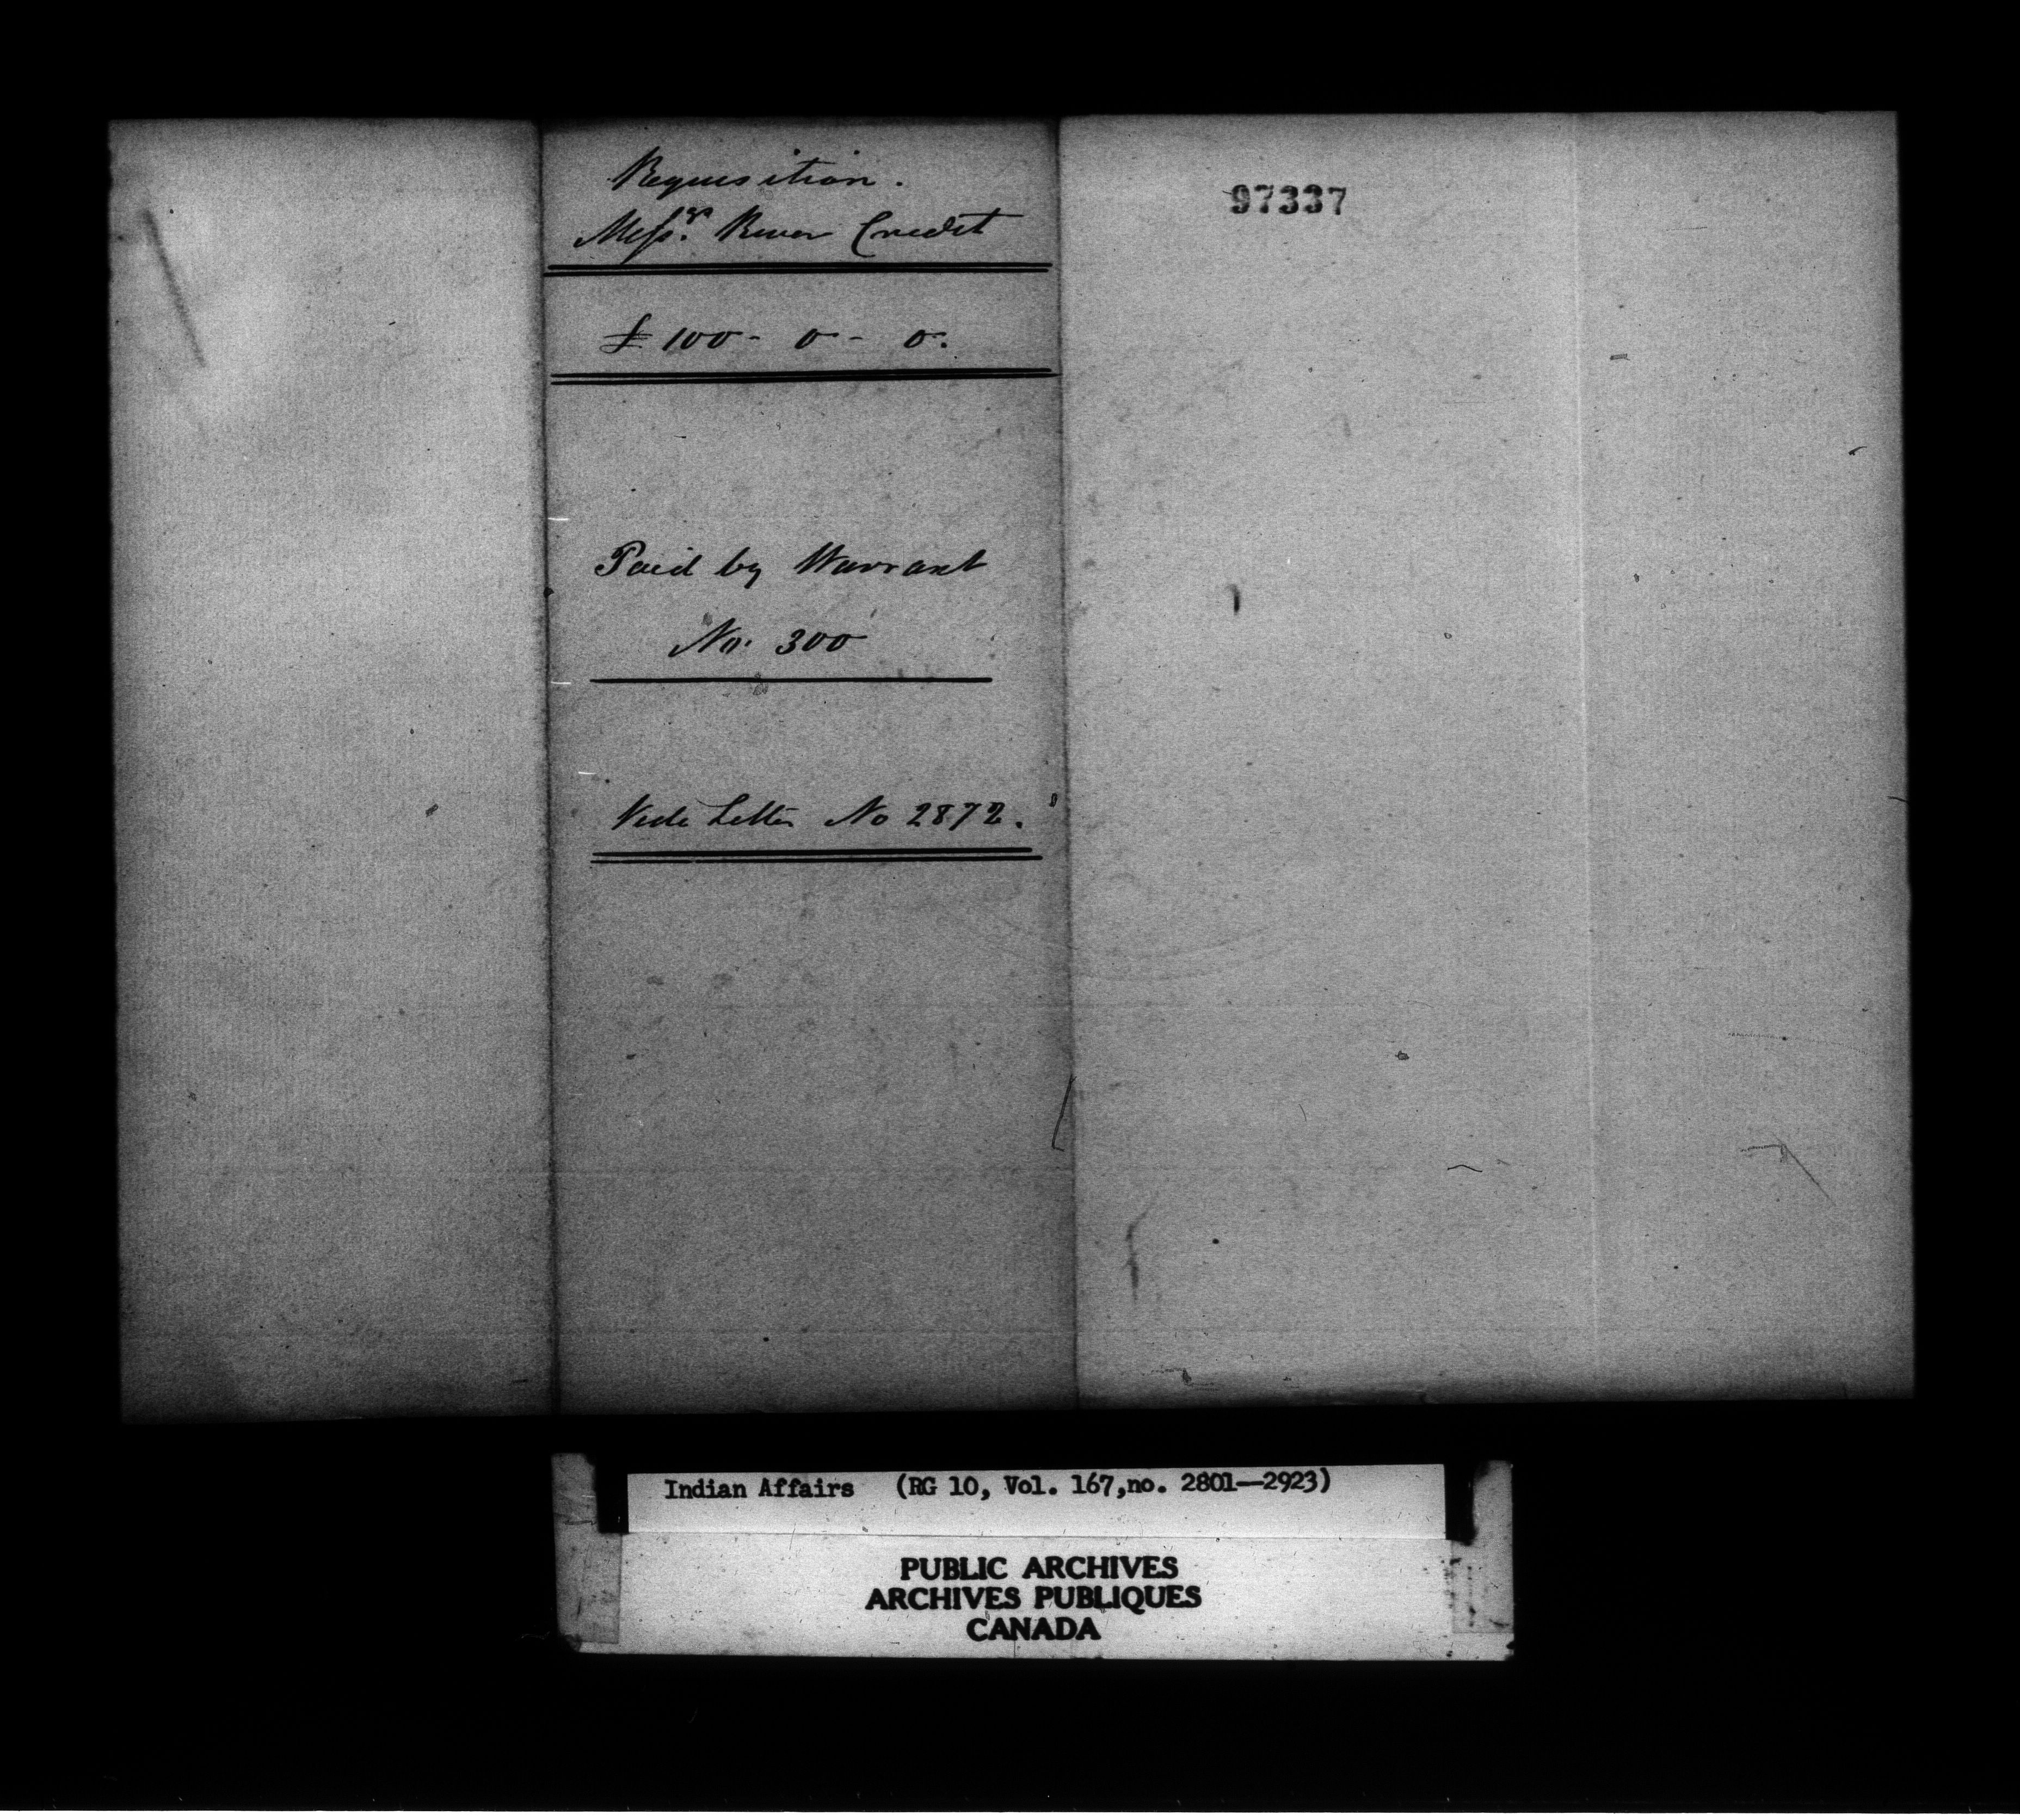 Requisition.
Missrs. River Credit
£ 100 - 0 - 0.
Paid by Warrant
No. 300
Vide Letter No 2872.
97337
Indian Affairs (RG 10, Vol. 167,no. 2801--2923)
PUBLIC ARCHIVES
ARCHIVES PUBLIQUES
CANADA